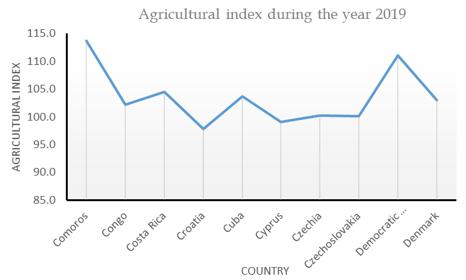 Agricultural index during the year 2019
115.0
110.0
105.0
100.0
95.0
90.0
85.0
AGRICULTURAL INDEX
Comoros
Congo
Costa Rica
Croatia
Cuba
Cyprus
Czechia
Czechoslovakia
Democratic ...
Denmark
COUNTRY